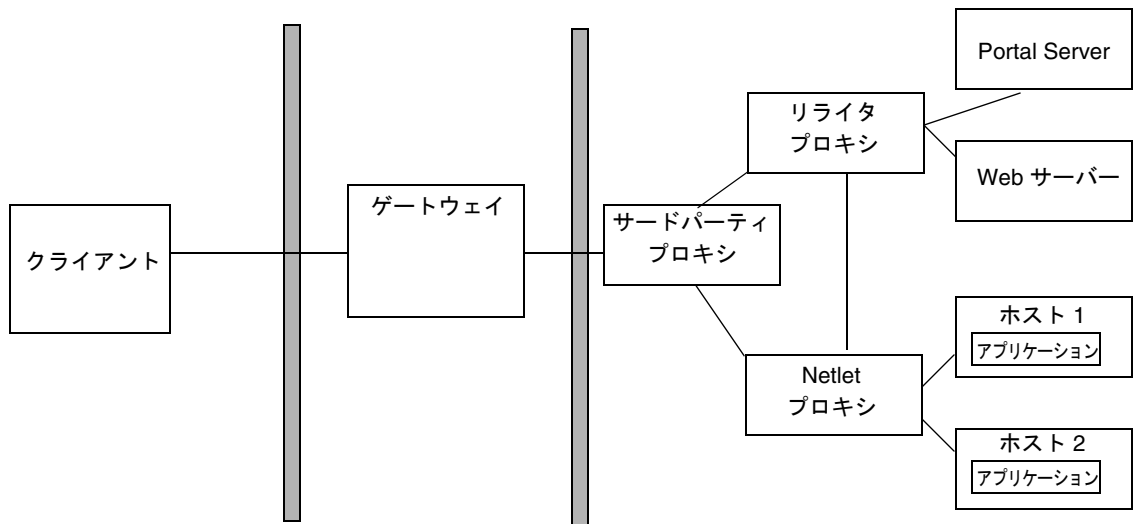 クライアント
ゲートウェイ
サードパーティ
プロキシ
リライタ
プロキシ
Netlet
プロキシ
Portal Server
Web サーバー
ホスト 1
アプリケーション
ホスト 2
アプリケーション